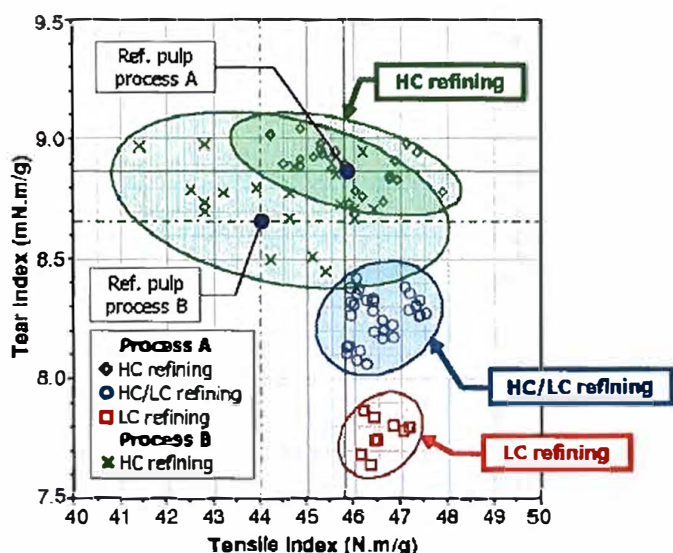 9.5
Ref. pulp
process A
HC refining
9.0
Tear Index (mN.m/g)
8.5
Ref. pulp
process B
Process A
HC refining
HC/LC refining
LC refining
Process B
HC refining
8.0
HC/LC refining
LC refining
7.5
40 41 42 43 44 45 46 47 48 49 50
Tensile Index (N.m/g)